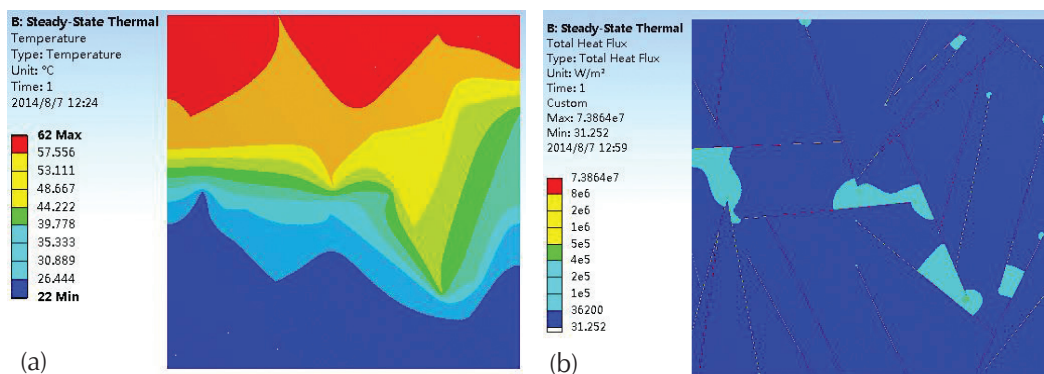 B: Steady-State Thermal
Temperature
Type: Temperature
Unit: °C
Time: 1
2014/8/7 12:24
62 Max
57.556
53.111
48.667
44.222
39.778
35.333
30.889
26.444
22 Min
(a)
B: Steady-State Thermal
Total Heat Flux
Type: Total Heat Flux
Unit: W/m²
Time: 1
Custom
Max: 7.3864e7
Min: 31.252
2014/8/7 12:59
7.3864e7
8e6
2e6
1e6
5e5
4e5
2e5
1e5
36200
31.252
(b)